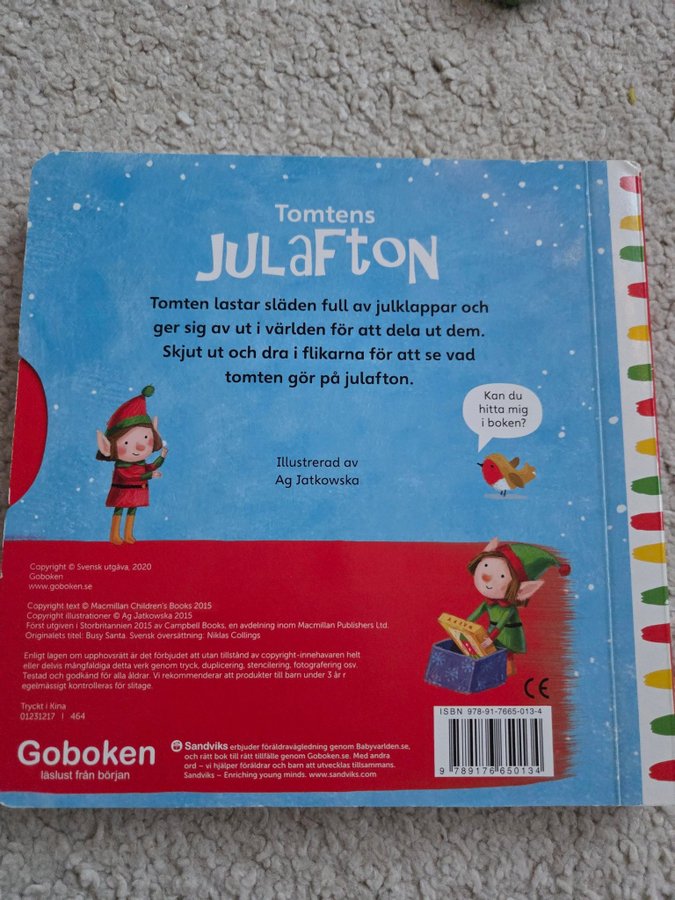 Tomtens
JULAFTON
Tomten lastar släden full av julklappar och
ger sig av ut i världen för att dela ut dem.
Skjut ut och dra i flikarna för att se vad
tomten gör på julafton.
Kan du
hitta mig
i boken?
Illustrerad av
Ag Jatkowska
Copyright © Svensk utgåva, 2020
Goboken
www.goboken.se
Copyright text © Macmillan Children's Books 2015
Copyright illustrationer © Ag Jatkowska 2015
Först utgiven i Storbritannien 2015 av Campbell Books, en avdelning inom Macmillan Publishers Ltd.
Originalets titel: Busy Santa. Svensk översättning: Niklas Collings
Enligt lagen om upphovsrätt är det förbjudet att utan tillstånd av copyright-innehavaren helt
eller delvis mångfaldiga detta verk genom tryck, duplicering, stencilering, fotografering osv.
Testad och godkänd för alla åldrar. Vi rekommenderar att produkter till barn under 3 år r
egelmässigt kontrolleras för slitage.
Tryckt i Kina
01231217 | 464
CE
ISBN 978-91-7665-013-4
9 789176 650134
Goboken
läslust från början
Sandviks erbjuder föräldravägledning genom Babyvarlden.se,
och rätt bok till rätt tillfälle genom Goboken.se. Med andra
ord – vi hjälper föräldrar och barn att utvecklas tillsammans.
Sandviks – Enriching young minds. www.sandviks.com